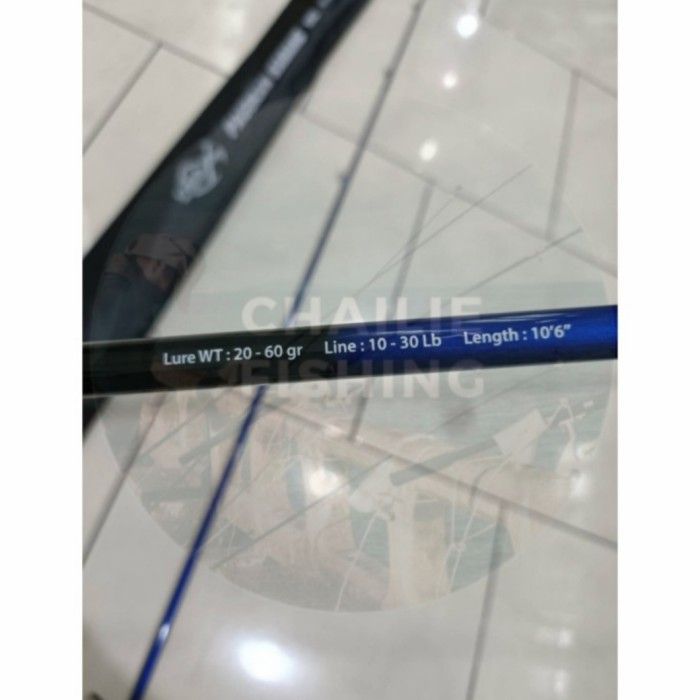 CHAILIE
FISHING
Lure WT : 20 - 60 gr Line : 10 - 30 Lb Length : 10'6"